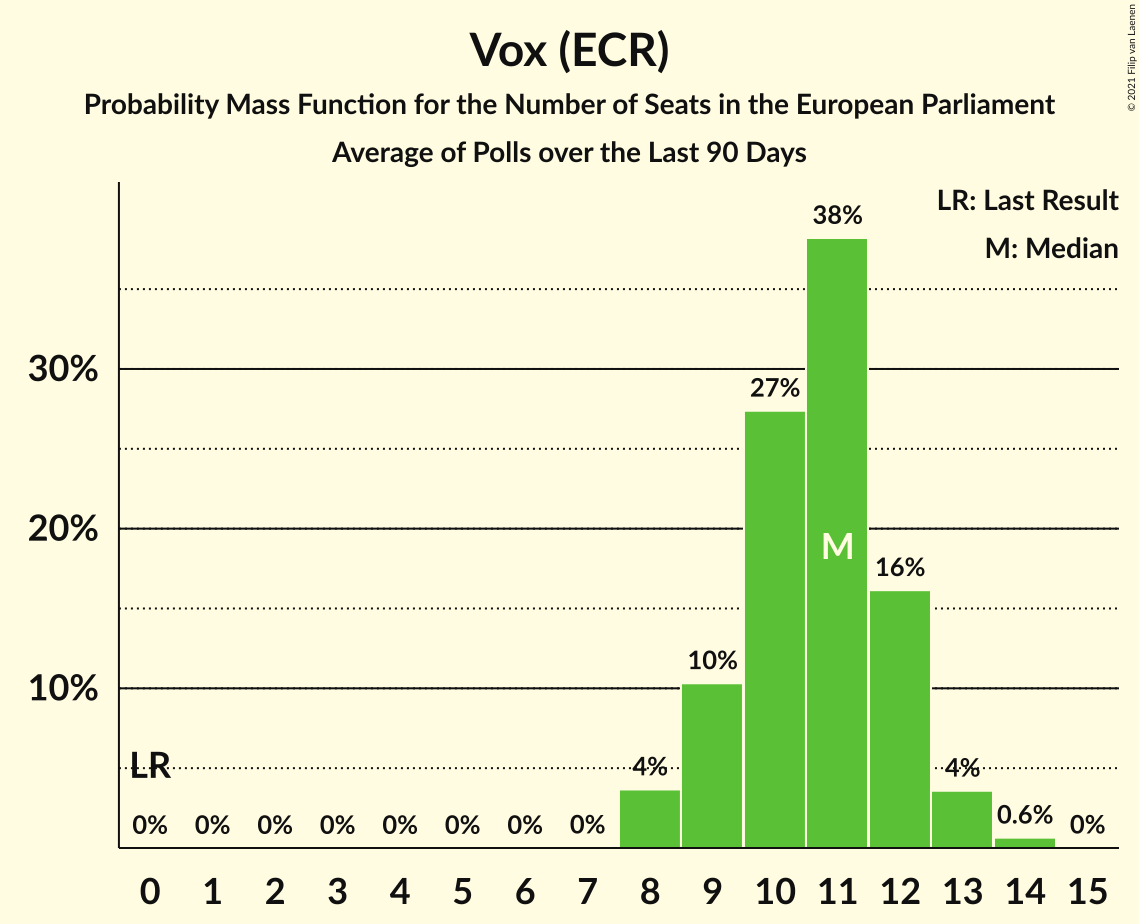 Vox (ECR)
Probability Mass Function for the Number of Seats in the European Parliament
Average of Polls over the Last 90 Days
© 2021 Filip van Laenen
LR: Last Result
M: Median
38%
30%
27%
20%
M
16%
10%
10%
LR
4%
4%
0.6%
0% 0% 0% 0% 0% 0% 0% 0% 0%
0 1 2 3 4 5 6 7 8 9 10 11 12 13 14 15